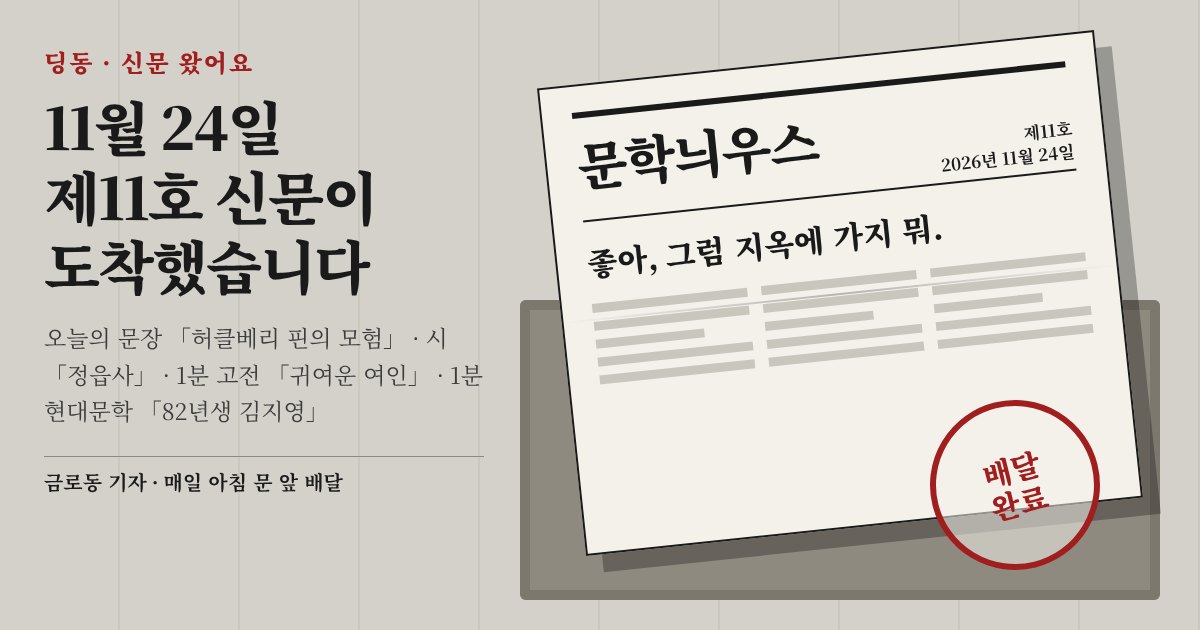 딩동 · 신문 왔어요
11월 24일
제11호 신문이
도착했습니다
오늘의 문장 「허클베리 핀의 모험」 · 시
「정읍사」 · 1분 고전 「귀여운 여인」 · 1분
현대문학 「82년생 김지영」
금로동 기자 · 매일 아침 문 앞 배달
문학늬우스
제11호
2026년 11월 24일
좋아, 그럼 지옥에 가지 뭐.
배달
완료